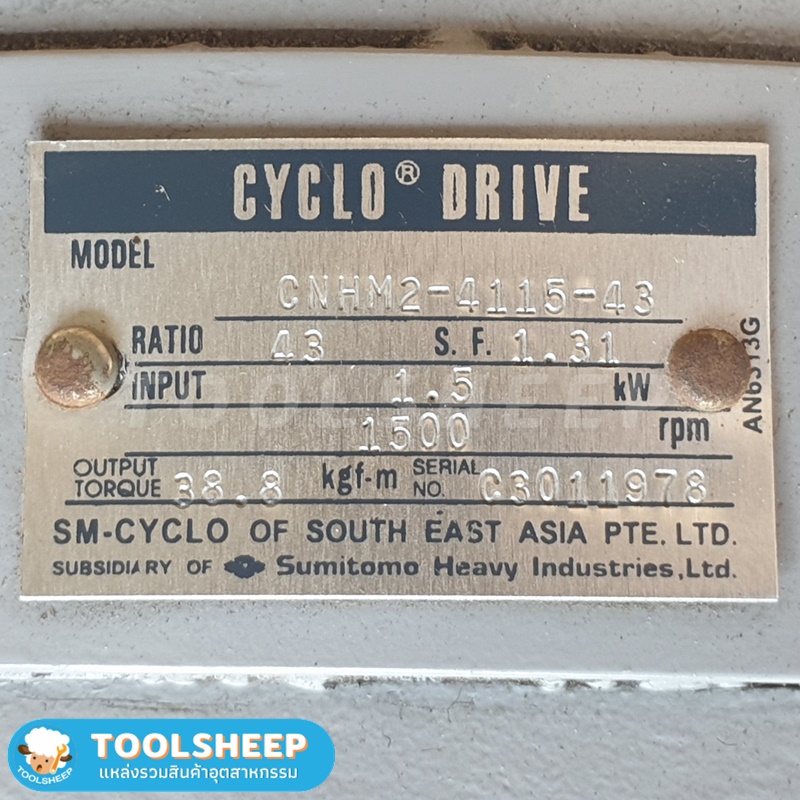 CYCLO® DRIVE
MODEL CNHM2-4115-43
RATIO 43 S. F. 1.31
INPUT 1.5 kW
1500 rpm
OUTPUT TORQUE 38.8 kgf-m SERIAL NO. C3011978
SM-CYCLO OF SOUTH EAST ASIA PTE. LTD.
SUBSIDIARY OF Sumitomo Heavy Industries, Ltd.
TOOLSHEEP
TOOLSHEEP
TOOLSHEEP
แหล่งรวมสินค้าอุตสาหกรรม